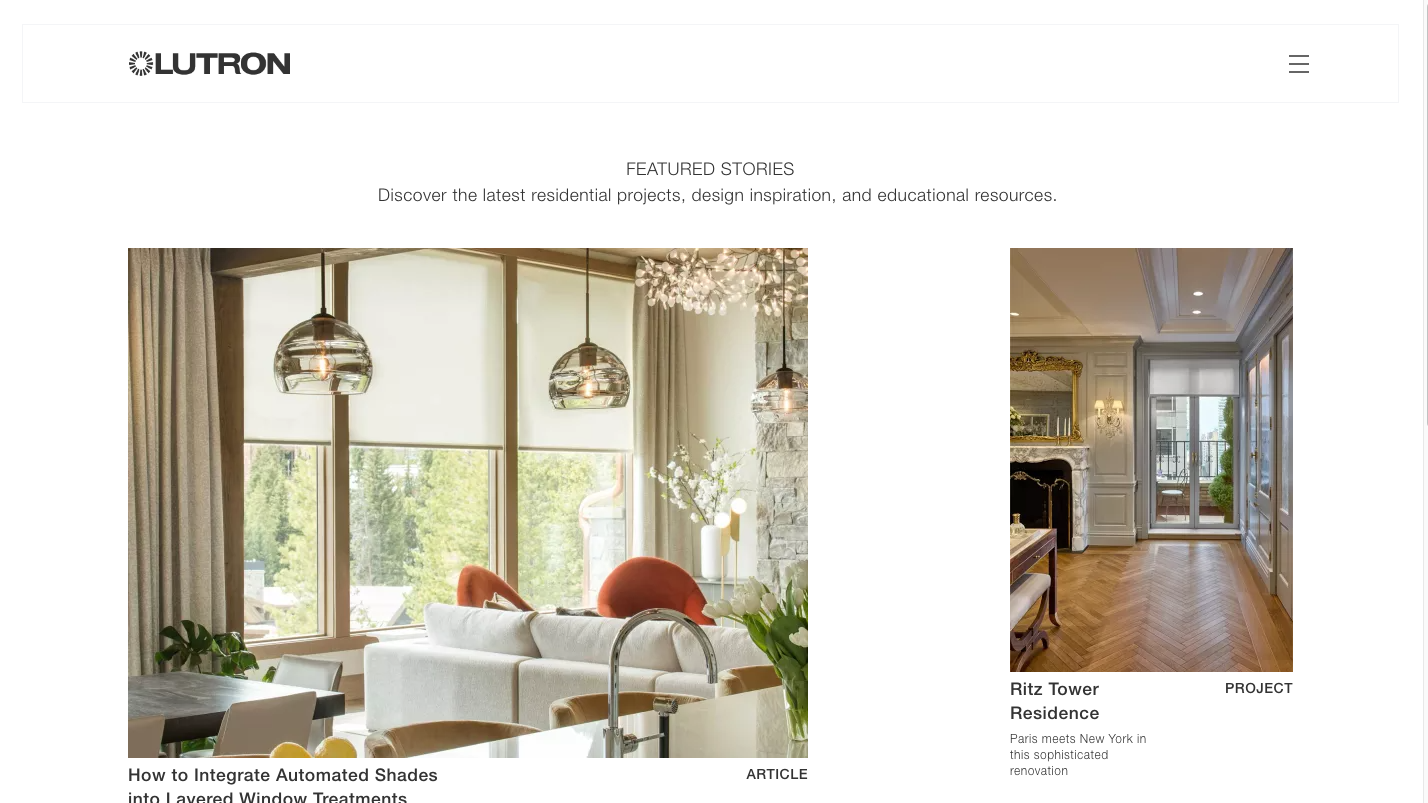 LUTRON
FEATURED STORIES
Discover the latest residential projects, design inspiration, and educational resources.
How to Integrate Automated Shades
into Layered Window Treatments
ARTICLE
Ritz Tower
Residence
PROJECT
Paris meets New York in
this sophisticated
renovation